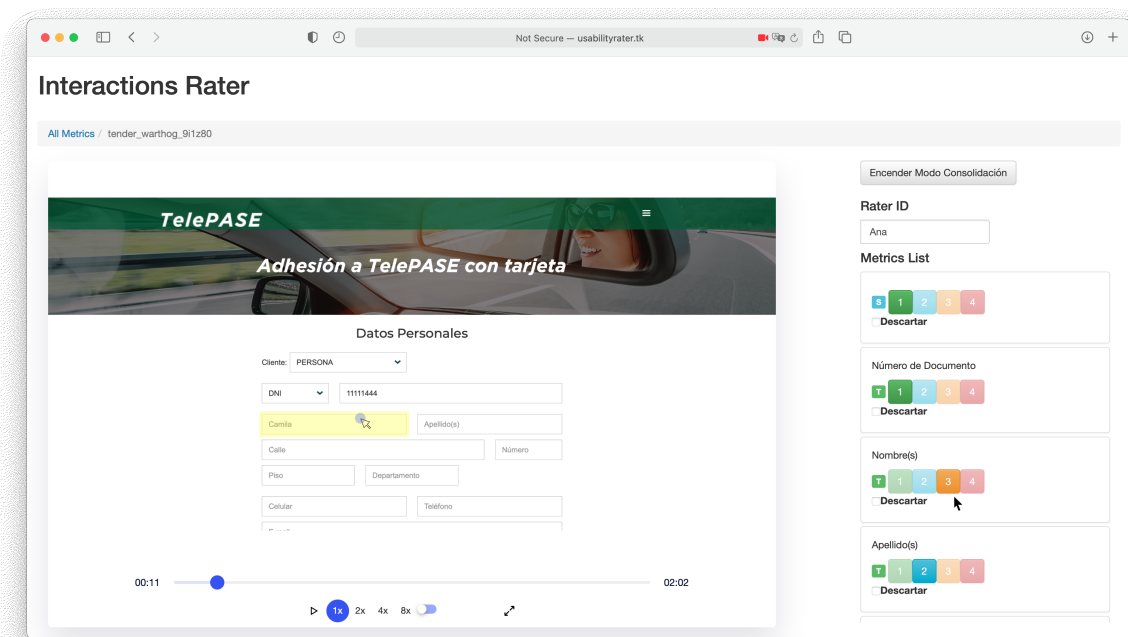 Not Secure — usabilityrater.tk
Interactions Rater
All Metrics / tender_warthog_9i1z80
TelePASE
Adhesión a TelePASE con tarjeta
Datos Personales
Cliente: PERSONA
DNI 11111444
Camila Apellido(s)
Calle Número
Piso Departamento
Celular Teléfono
00:11 02:02
1x 2x 4x 8x
Encender Modo Consolidación
Rater ID
Ana
Metrics List
S 1 2 3 4
Descartar
Número de Documento
T 1 2 3 4
Descartar
Nombre(s)
T 1 2 3 4
Descartar
Apellido(s)
T 1 2 3 4
Descartar